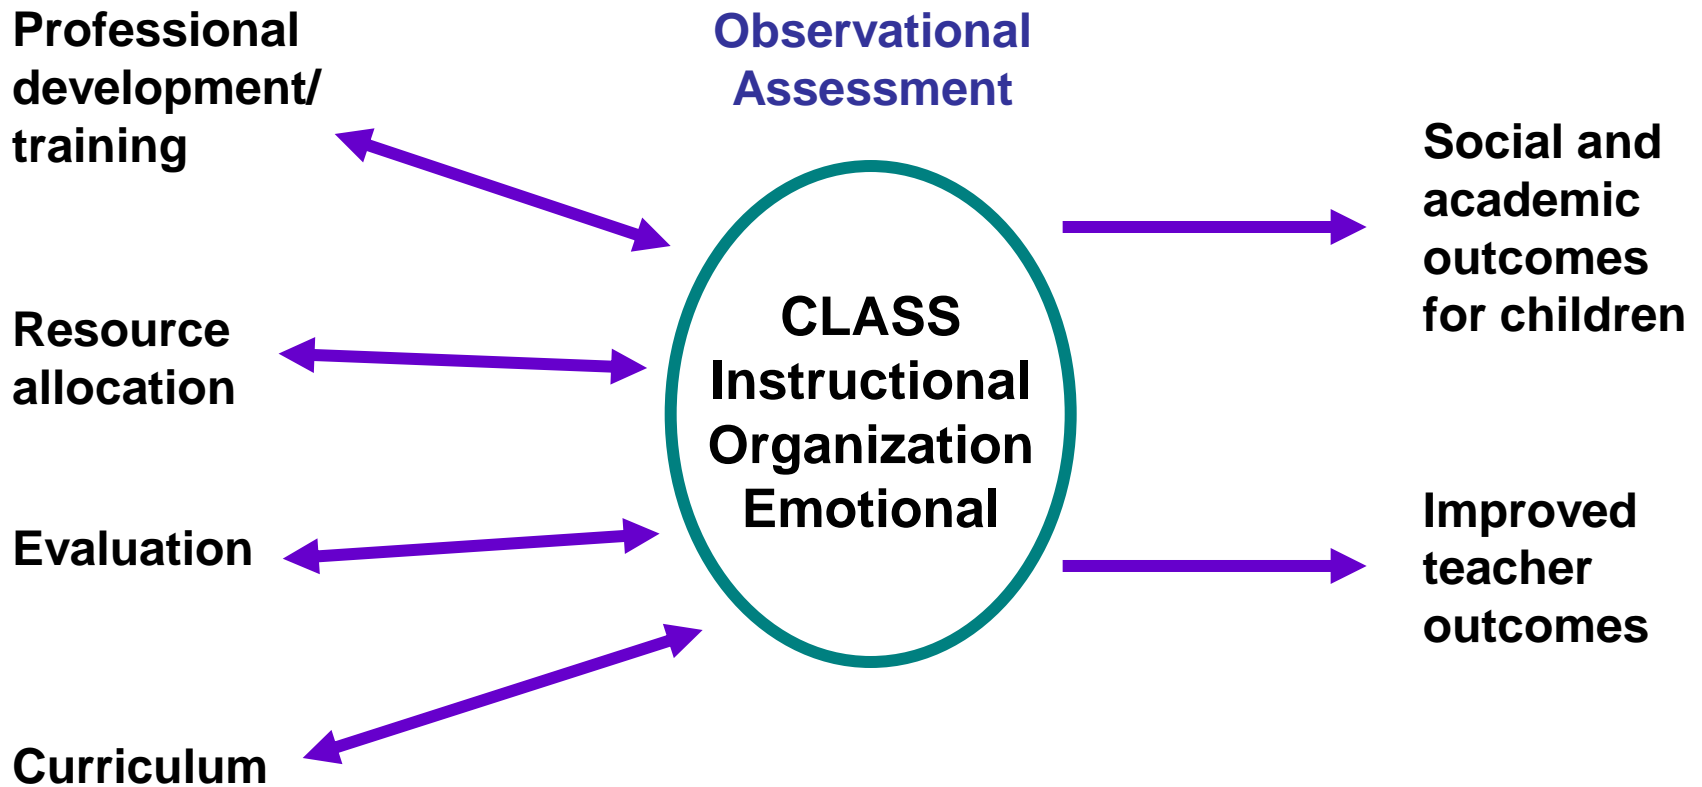 Professional
development/
training
Resource
allocation
Evaluation
Curriculum
Observational
Assessment
CLASS
Instructional
Organization
Emotional
Social and
academic
outcomes
for children
Improved
teacher
outcomes